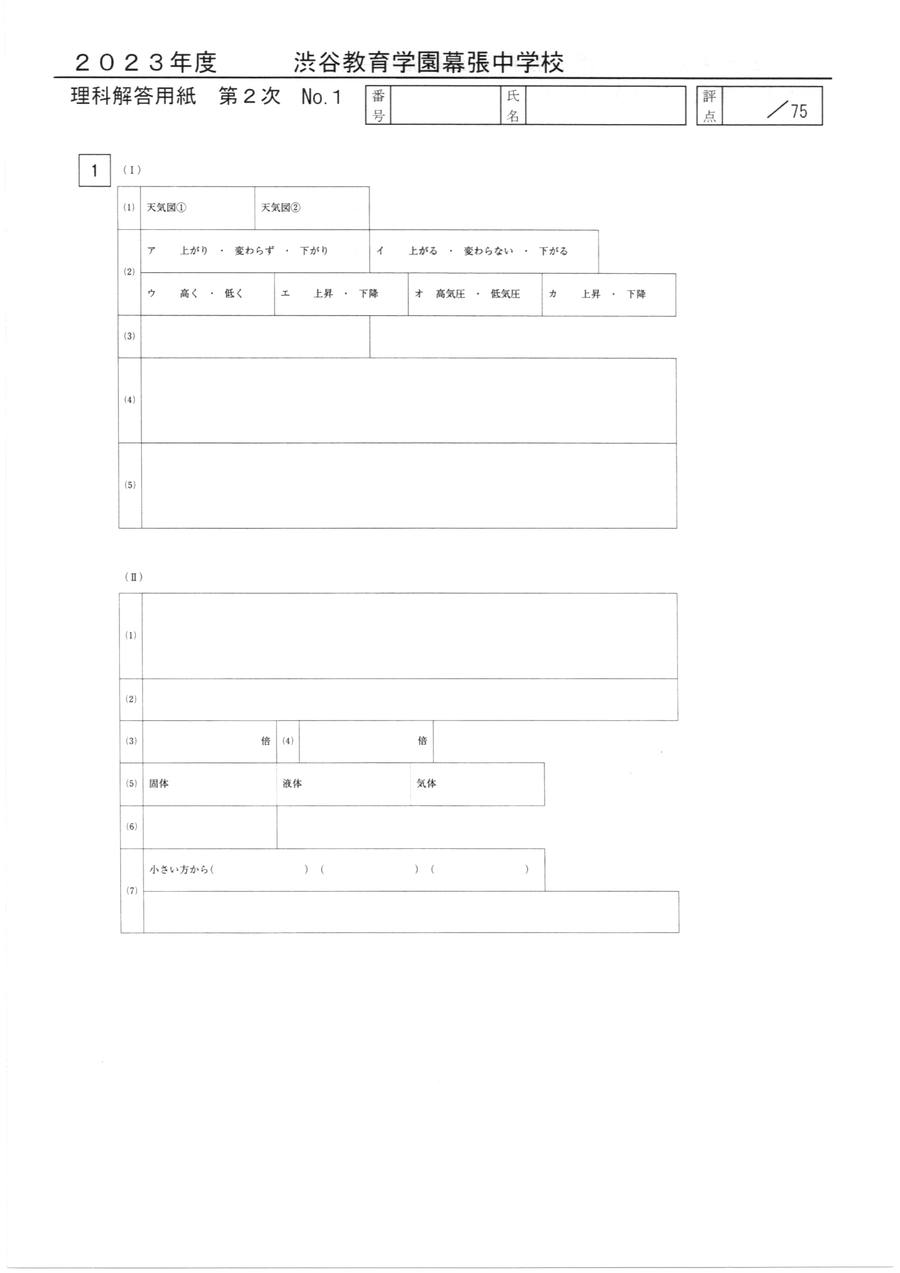 2023年度 渋谷教育学園幕張中学校
理科解答用紙 第2次 No.1 番号 氏名 評点 /75
1 (Ⅰ)
(1) 天気図① 天気図②
(2) ア 上がり ・ 変わらず ・ 下がり イ 上がる ・ 変わらない ・ 下がる
ウ 高く ・ 低く エ 上昇 ・ 下降 オ 高気圧 ・ 低気圧 カ 上昇 ・ 下降
(3)
(4)
(5)
(Ⅱ)
(1)
(2)
(3) 倍 (4) 倍
(5) 固体 液体 気体
(6)
(7) 小さい方から( ) ( ) ( )